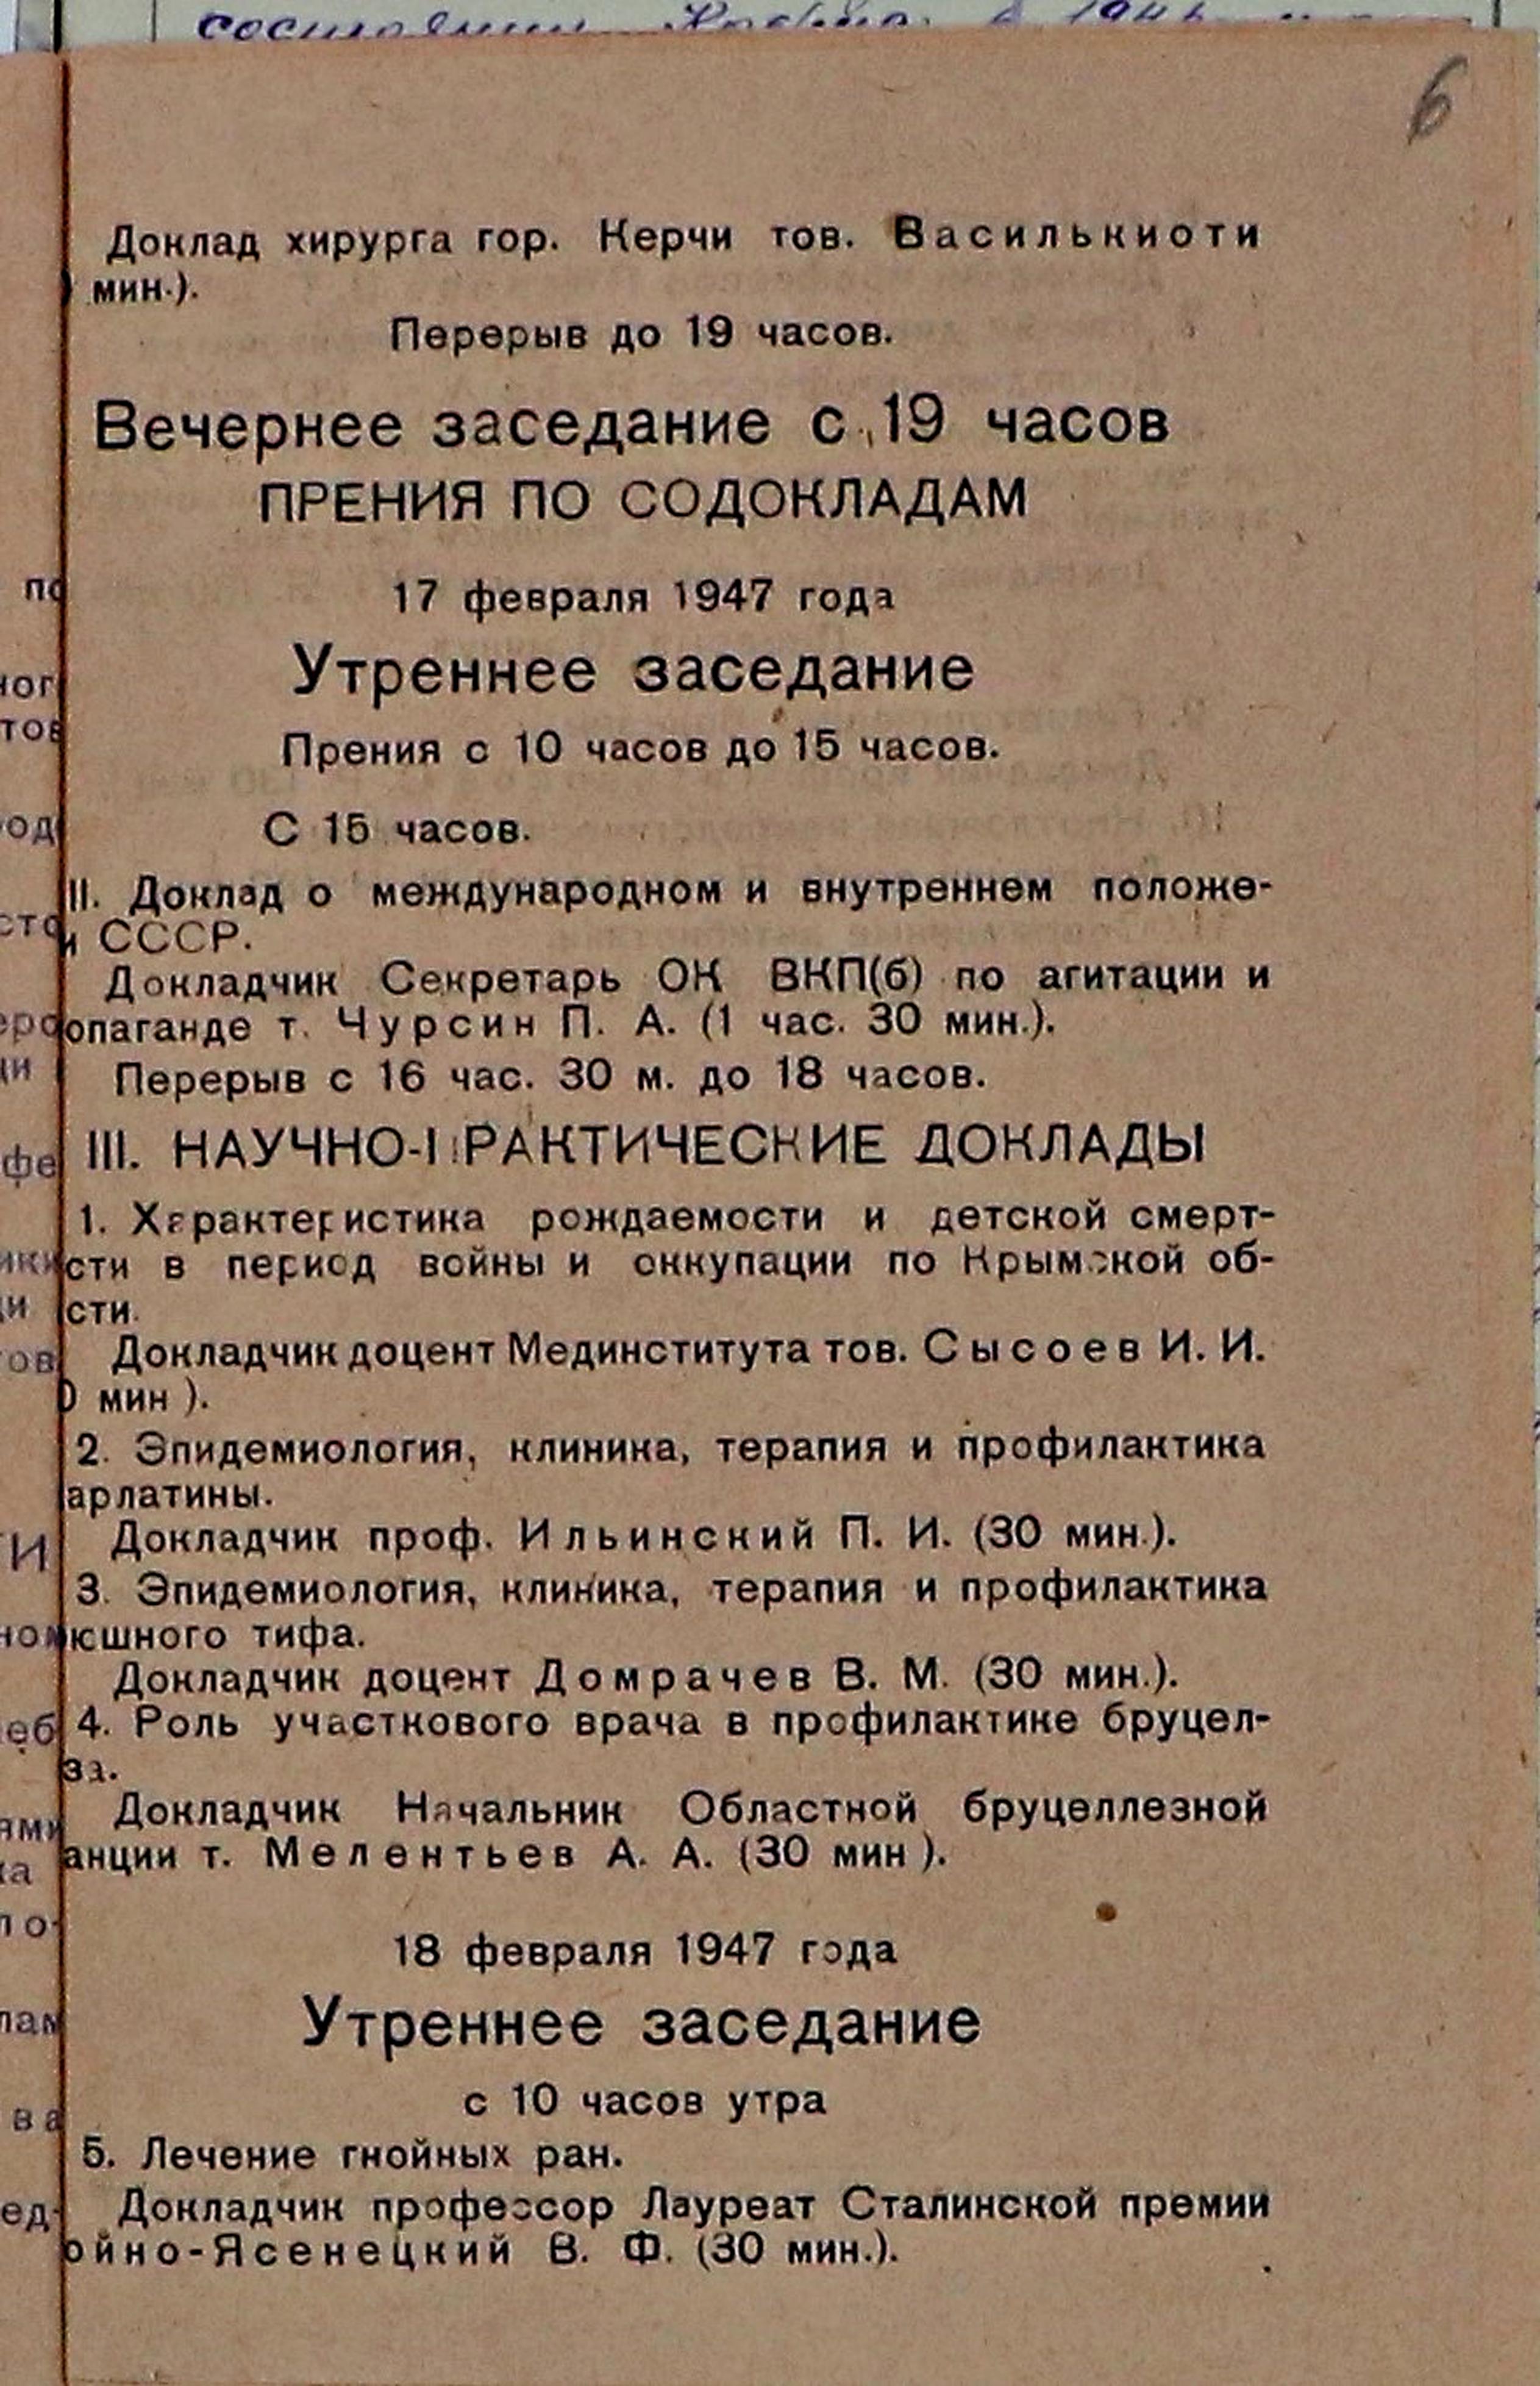 6
Доклад хирурга гор. Керчи тов. Василькиоти
мин.).
Перерыв до 19 часов.
Вечернее заседание с 19 часов
ПРЕНИЯ ПО СОДОКЛАДАМ
17 февраля 1947 года
Утреннее заседание
Прения с 10 часов до 15 часов.
С 15 часов.
II. Доклад о международном и внутреннем положе-
и СССР.
Докладчик Секретарь ОК ВКП(б) по агитации и
опаганде т. Чурсин П. А. (1 час. 30 мин.).
Перерыв с 16 час. 30 м. до 18 часов.
III. НАУЧНО-ПРАКТИЧЕСКИЕ ДОКЛАДЫ
1. Характеристика рождаемости и детской смерт-
сти в период войны и оккупации по Крымской об-
сти.
Докладчик доцент Мединститута тов. Сысоев И. И.
мин ).
2. Эпидемиология, клиника, терапия и профилактика
арлатины.
Докладчик проф. Ильинский П. И. (30 мин.).
3. Эпидемиология, клиника, терапия и профилактика
юшного тифа.
Докладчик доцент Домрачев В. М. (30 мин.).
4. Роль участкового врача в профилактике бруцел-
за.
Докладчик Начальник Областной бруцеллезной
анции т. Мелентьев А. А. (30 мин ).
18 февраля 1947 года
Утреннее заседание
с 10 часов утра
5. Лечение гнойных ран.
Докладчик профессор Лауреат Сталинской премии
ойно-Ясенецкий В. Ф. (30 мин.).